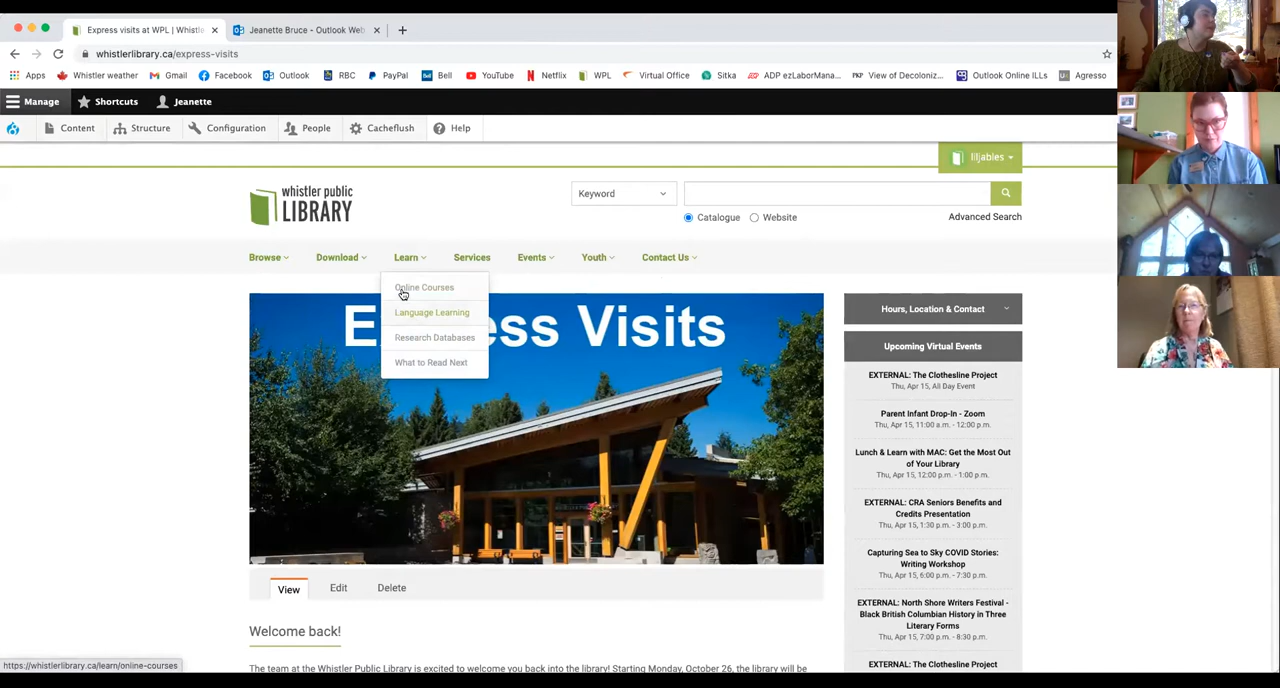 Express visits at WPL | Whistle
Jeanette Bruce - Outlook Web
whistlerlibrary.ca/express-visits
Apps Whistler weather Gmail Facebook Outlook RBC PayPal Bell YouTube Netflix WPL Virtual Office Sitka ADP ezLaborMana... View of Decoloniz... Outlook Online ILLs Agresso
Manage Shortcuts Jeanette
Content Structure Configuration People Cacheflush Help
liljables
whistler public
LIBRARY
Keyword
Catalogue Website
Advanced Search
Browse Download Learn Services Events Youth Contact Us
Online Courses
Language Learning
Research Databases
What to Read Next
E ess Visits
Hours, Location & Contact
Upcoming Virtual Events
EXTERNAL: The Clothesline Project
Thu, Apr 15, All Day Event
Parent Infant Drop-In - Zoom
Thu, Apr 15, 11:00 a.m. - 12:00 p.m.
Lunch & Learn with MAC: Get the Most Out
of Your Library
Thu, Apr 15, 12:00 p.m. - 1:00 p.m.
EXTERNAL: CRA Seniors Benefits and
Credits Presentation
Thu, Apr 15, 1:30 p.m. - 3:00 p.m.
Capturing Sea to Sky COVID Stories:
Writing Workshop
Thu, Apr 15, 6:00 p.m. - 7:30 p.m.
EXTERNAL: North Shore Writers Festival -
Black British Columbian History in Three
Literary Forms
Thu, Apr 15, 7:00 p.m. - 8:30 p.m.
EXTERNAL: The Clothesline Project
View Edit Delete
Welcome back!
The team at the Whistler Public Library is excited to welcome you back into the library! Starting Monday, October 26, the library will be
https://whistlerlibrary.ca/learn/online-courses